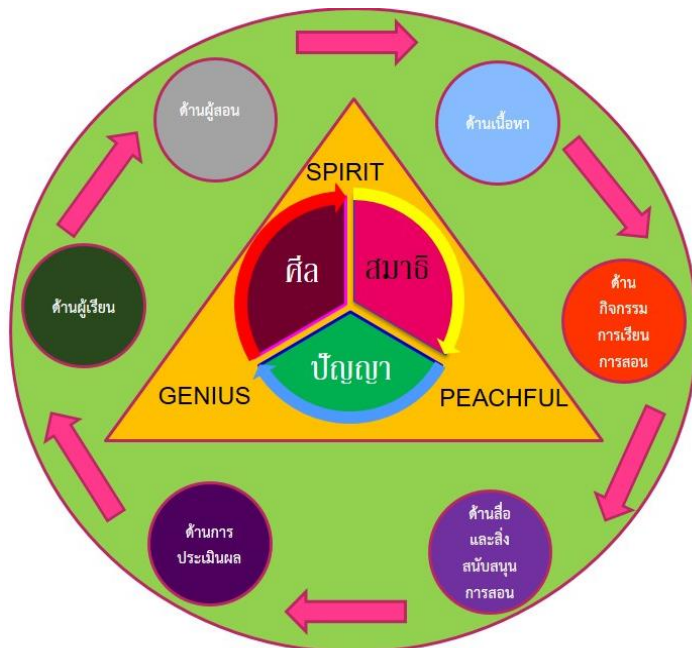 ด้านผู้สอน
ด้านเนื้อหา
SPIRIT
ศีล
สมาธิ
ด้านผู้เรียน
ด้าน
กิจกรรม
การเรียน
การสอน
ปัญญา
GENIUS
PEACHFUL
ด้านการ
ประเมินผล
ด้านสื่อ
และสิ่ง
สนับสนุน
การสอน